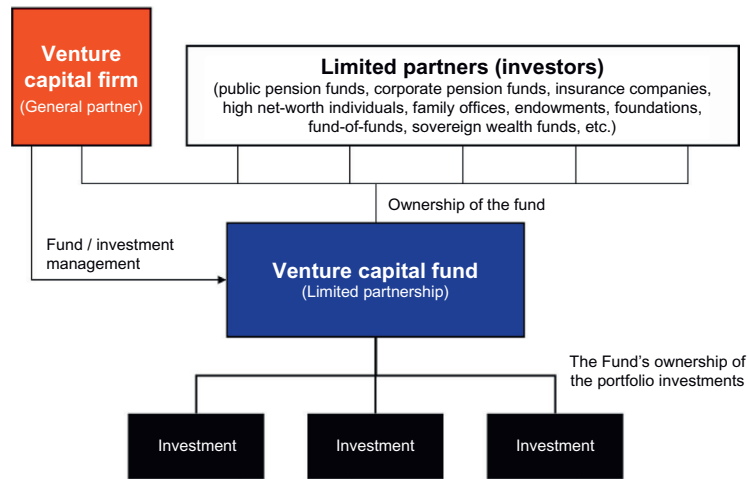 Venture
capital firm
(General partner)
Limited partners (investors)
(public pension funds, corporate pension funds, insurance companies,
high net-worth individuals, family offices, endowments, foundations,
fund-of-funds, sovereign wealth funds, etc.)
Ownership of the fund
Fund / investment
management
Venture capital fund
(Limited partnership)
The Fund’s ownership of
the portfolio investments
Investment
Investment
Investment